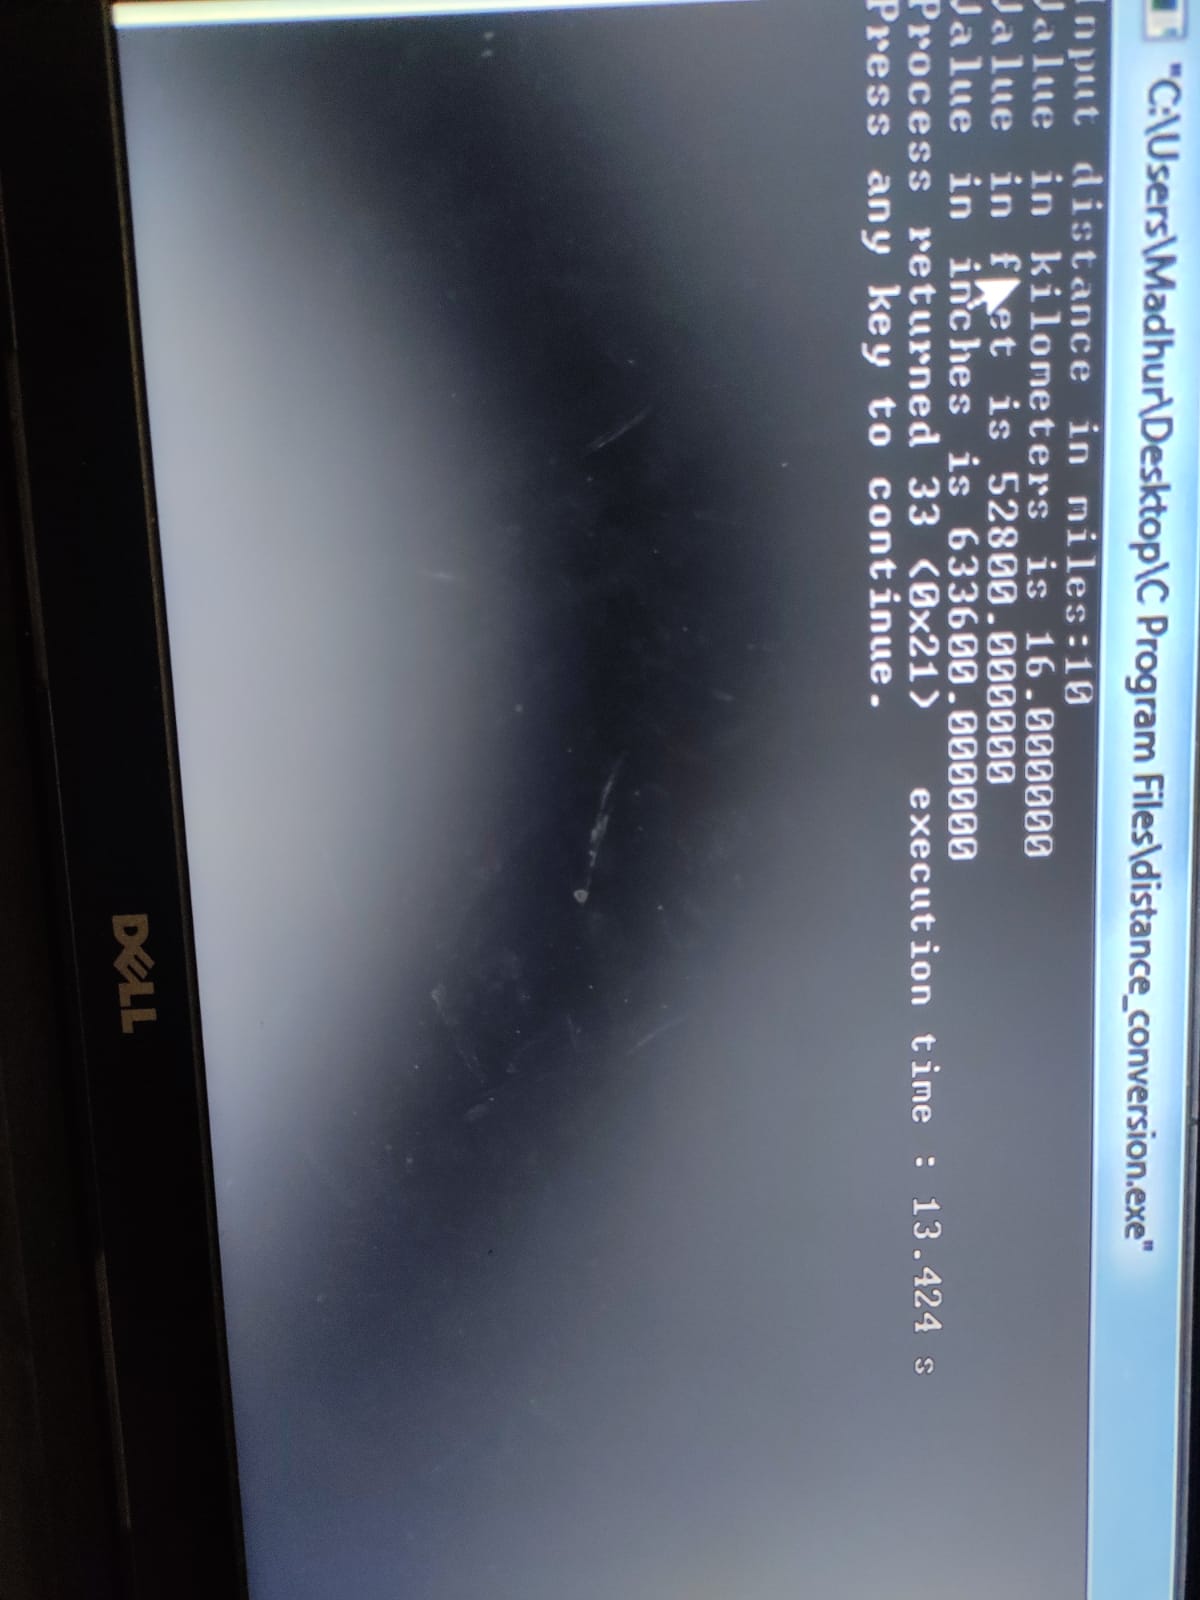 "C:\Users\Madhur\Desktop\C Program Files\distance_conversion.exe"
Input distance in miles:10
Value in kilometers is 16.000000
Value in feet is 52800.000000
Value in inches is 633600.000000
Process returned 33 (0x21)   execution time : 13.424 s
Press any key to continue.
DELL